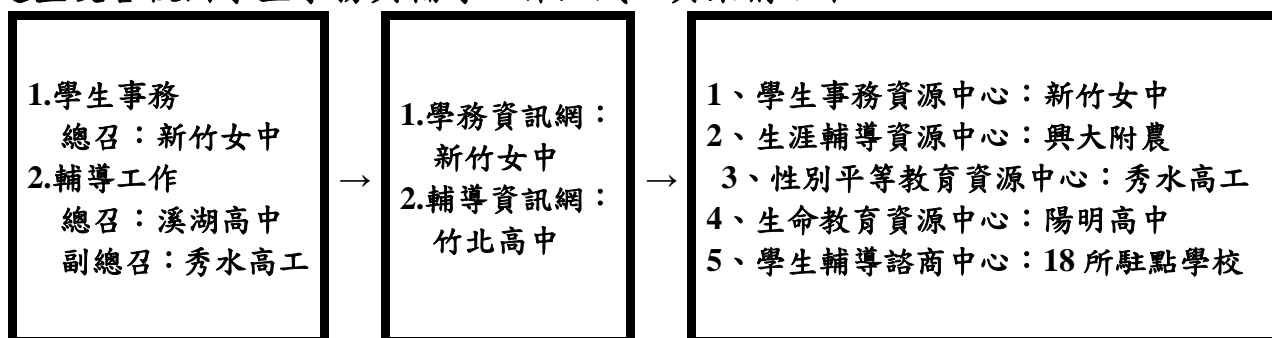 1.學生事務
總召：新竹女中
2.輔導工作
總召：溪湖高中
副總召：秀水高工
→
1.學務資訊網：
新竹女中
2.輔導資訊網：
竹北高中
→
1、學生事務資源中心：新竹女中
2、生涯輔導資源中心：興大附農
3、性別平等教育資源中心：秀水高工
4、生命教育資源中心：陽明高中
5、學生輔導諮商中心：18 所駐點學校